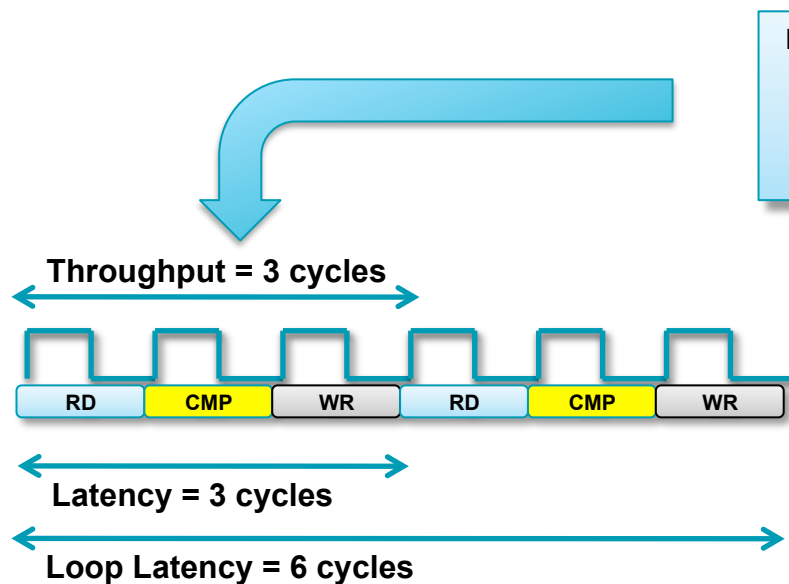 Throughput = 3 cycles
RD CMP WR RD CMP WR
Latency = 3 cycles
Loop Latency = 6 cycles